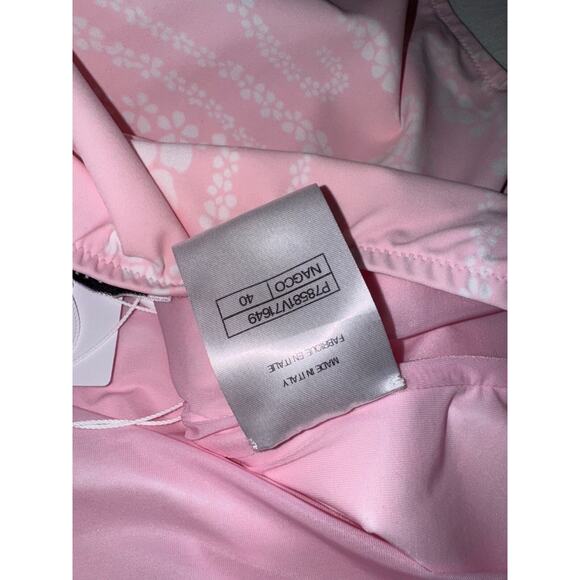 P78581V71649
NAGCO 40
FABRIQUE EN ITALIE
MADE IN ITALY